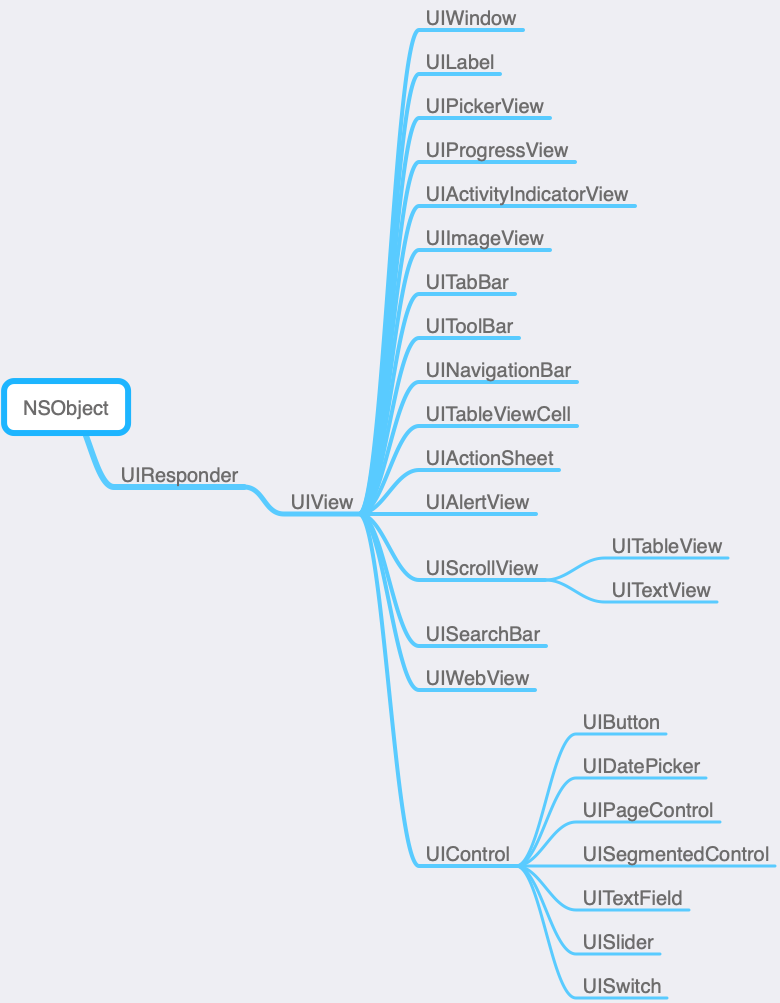 UIWindow
UILabel
UIPickerView
UIProgressView
UIActivityIndicatorView
UIImageView
UITabBar
UIToolBar
UINavigationBar
NSObject
UITableViewCell
UIActionSheet
UIResponder
UIView
UIAlertView
UITableView
UIScrollView
UITextView
UISearchBar
UIWebView
UIButton
UIDatePicker
UIPageControl
UIControl
UISegmentedControl
UITextField
UISlider
UISwitch